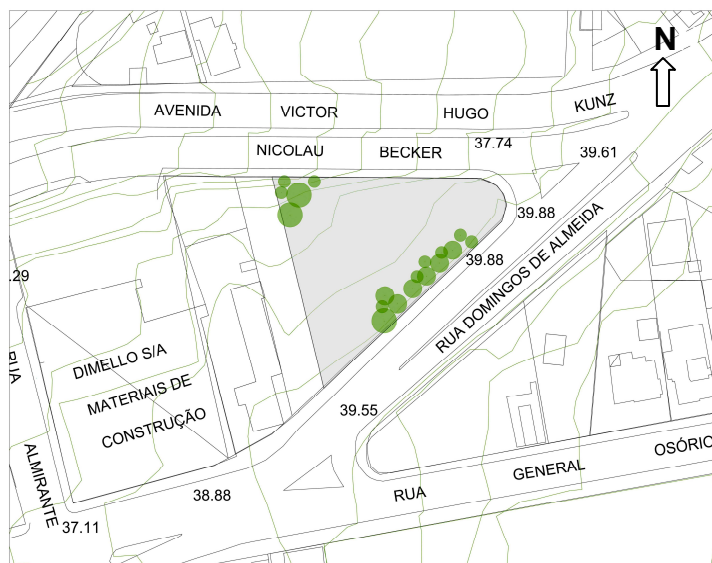 N
KUNZ
AVENIDA VICTOR HUGO
37.74
NICOLAU BECKER
39.61
39.88
39.88
RUA DOMINGOS DE ALMEIDA
.29
DIMELLO S/A
MATERIAIS DE
CONSTRUÇÃO
RUA
ALMIRANTE
39.55
OSÓRIO
GENERAL
RUA
38.88
37.11